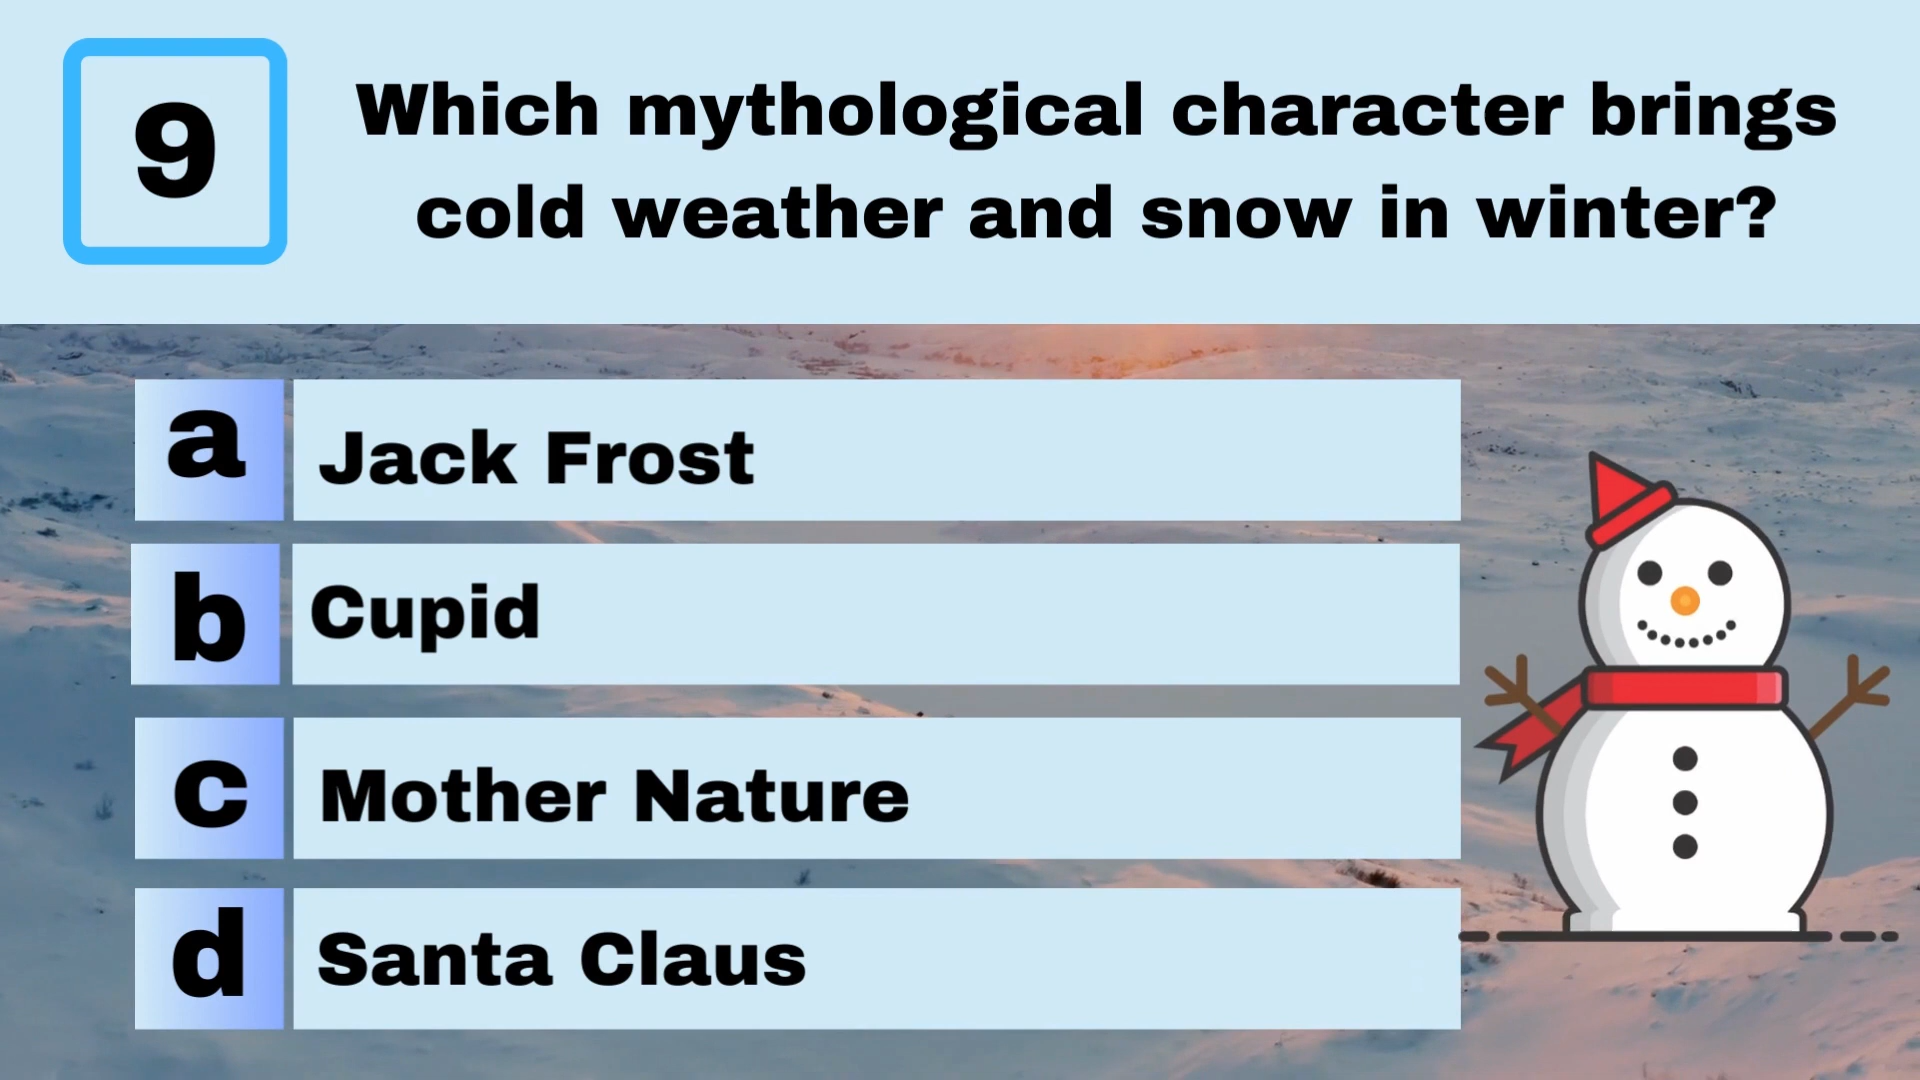 9
Which mythological character brings
cold weather and snow in winter?
a
Jack Frost
b
Cupid
c
Mother Nature
d
Santa Claus